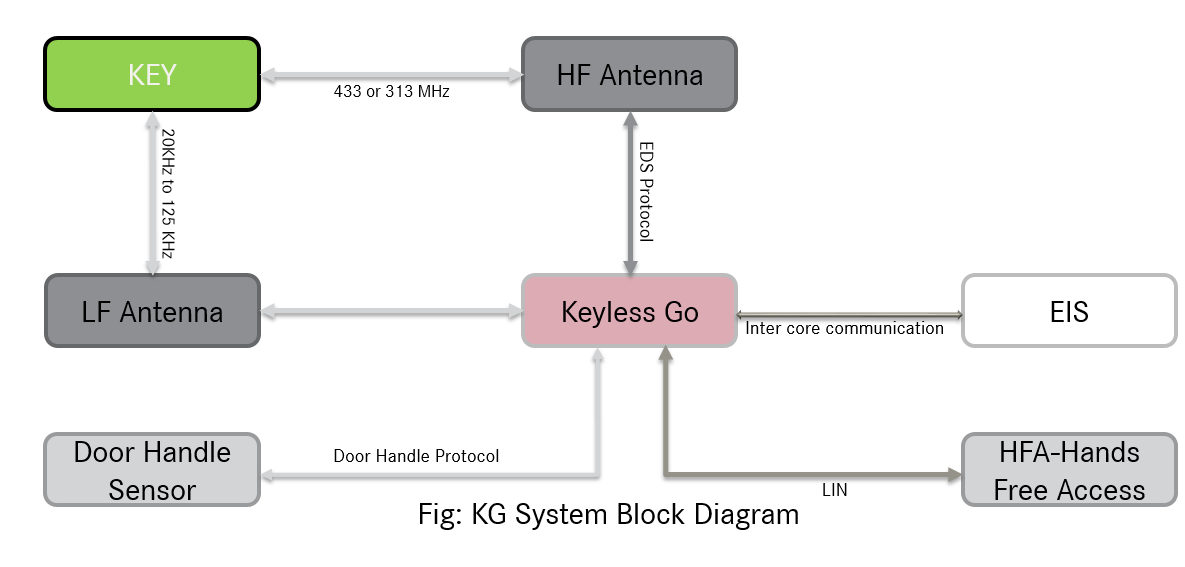 KEY
HF Antenna
433 or 313 MHz
20KHz to 125 KHz
EDS Protocol
LF Antenna
Keyless Go
EIS
Inter core communication
Door Handle
Sensor
Door Handle Protocol
HFA-Hands
Free Access
LIN
Fig: KG System Block Diagram